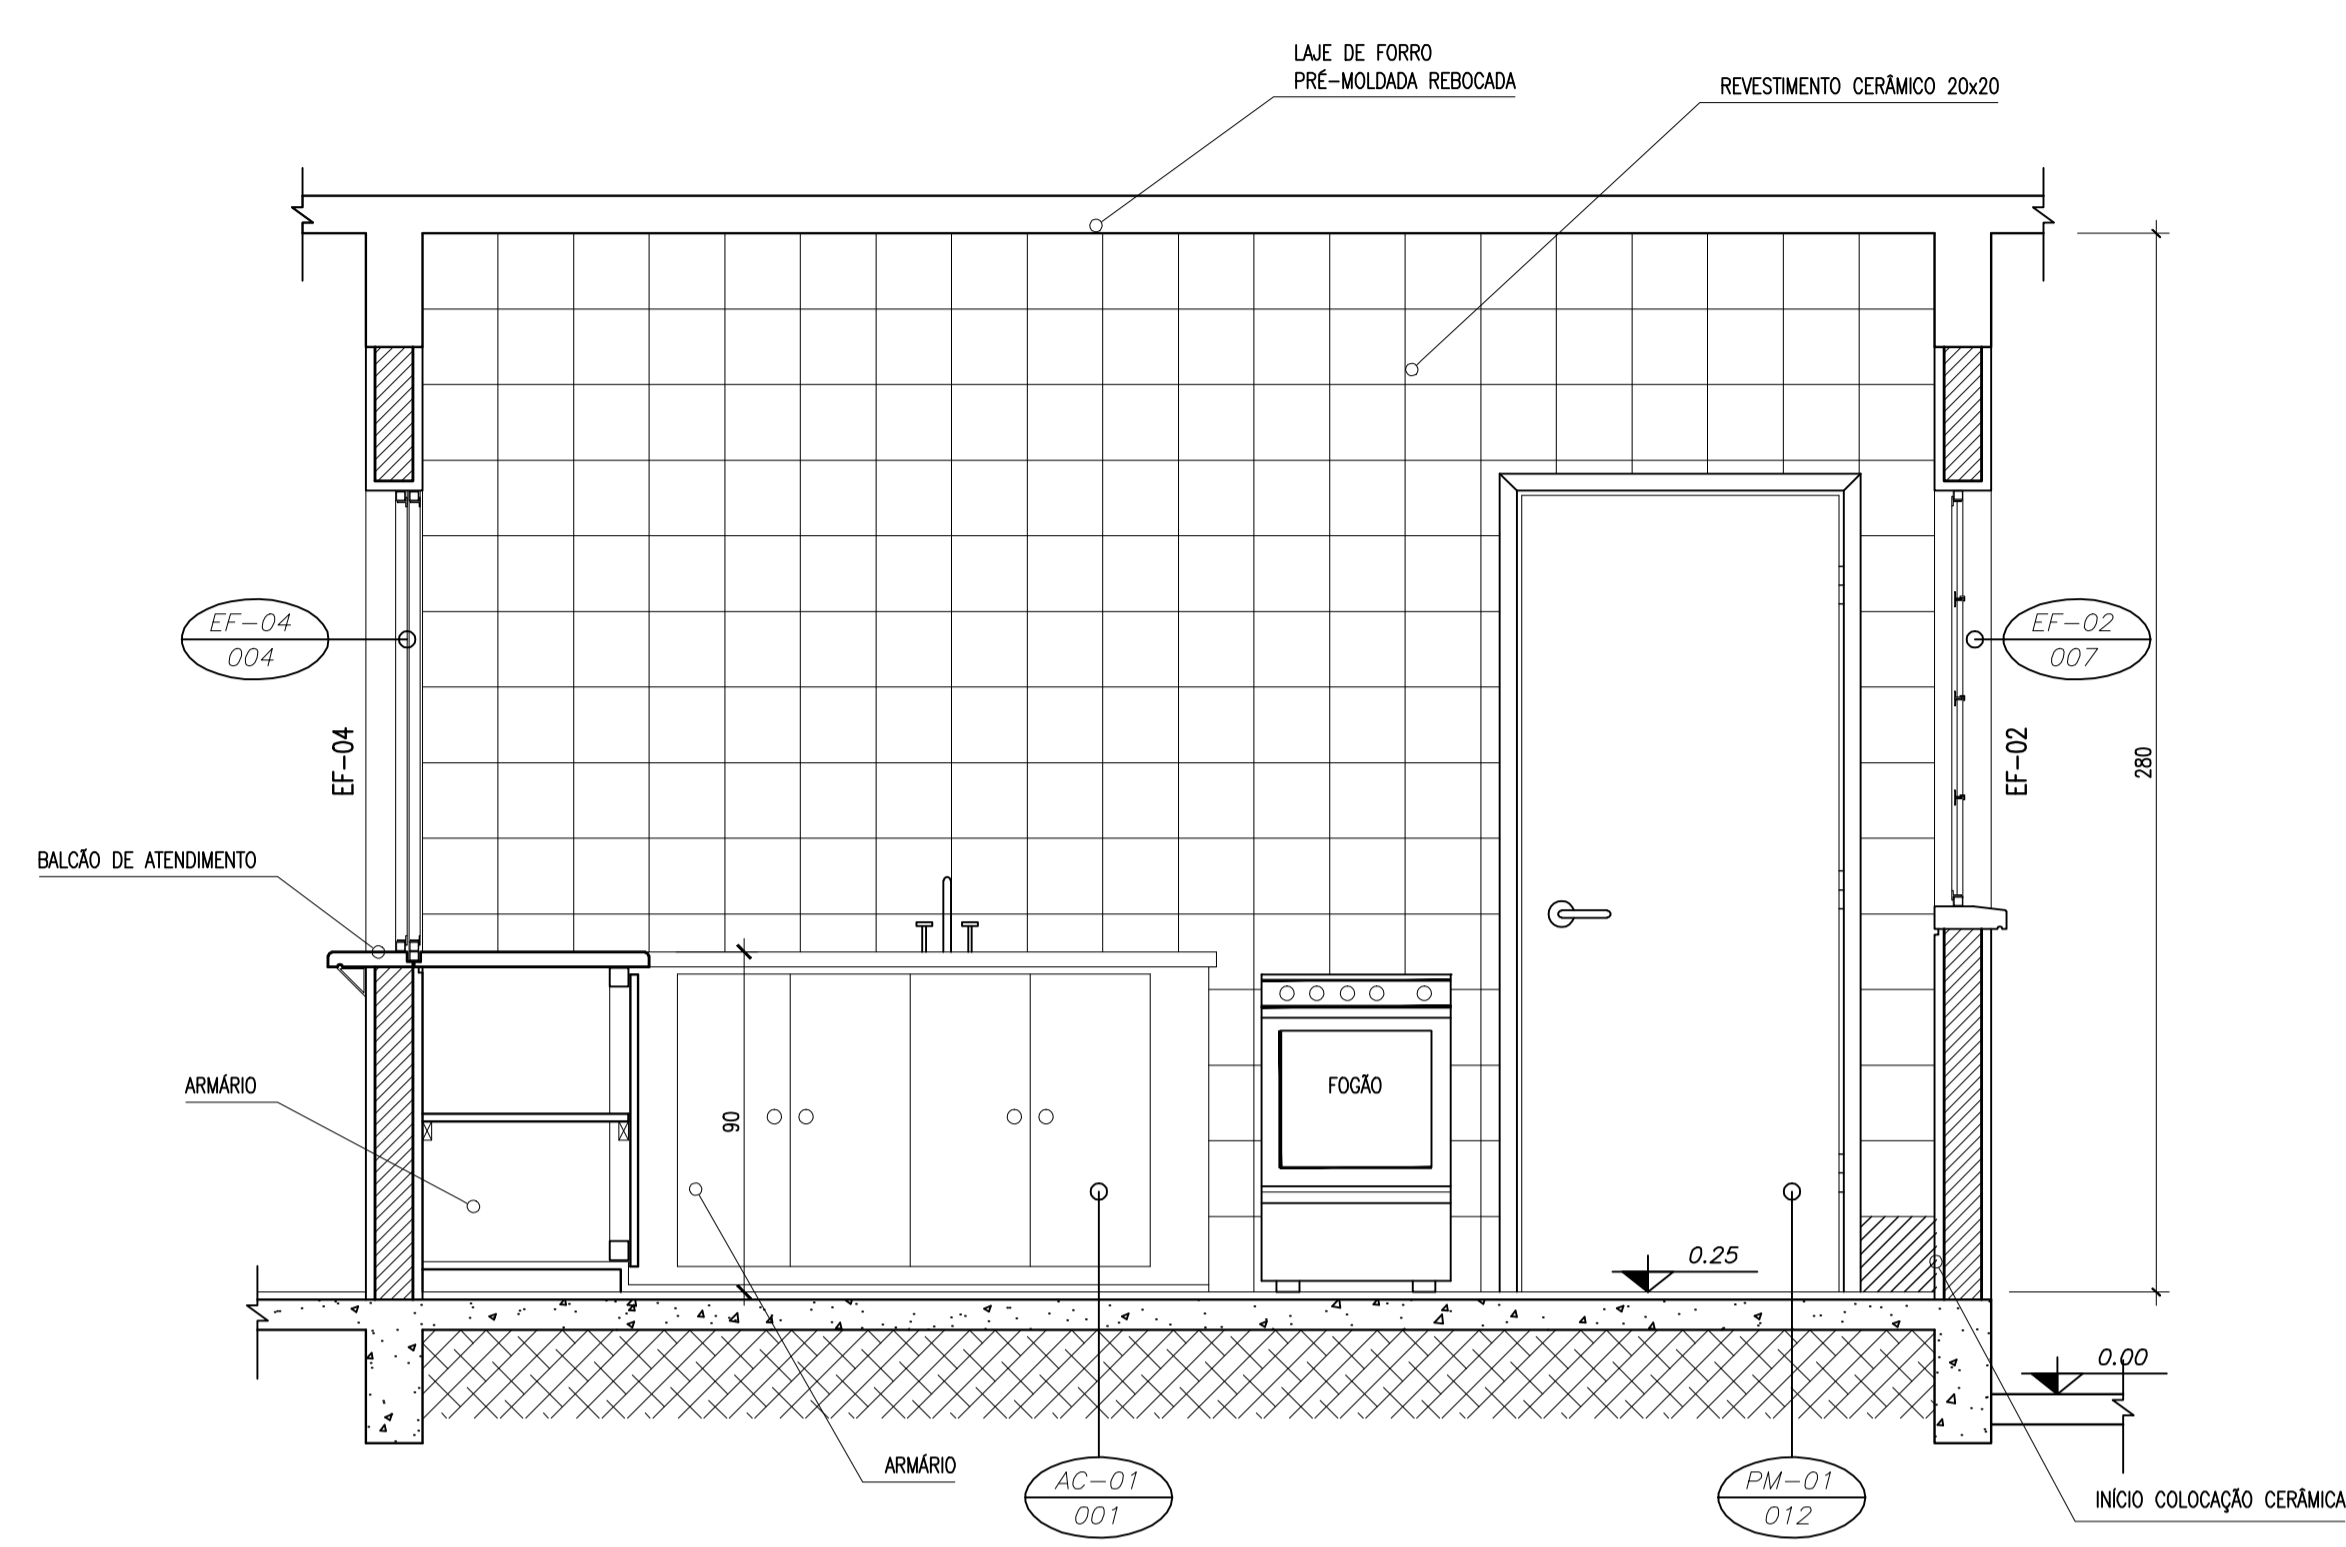 LAJE DE FORRO
PRÉ-MOLDADA REBOCADA
REVESTIMENTO CERÂMICO 20x20
EF-04
004
EF-02
007
EF-04
EF-02
280
BALCÃO DE ATENDIMENTO
ARMÁRIO
FOGÃO
90
0.25
0.00
ARMÁRIO
AC-01
001
PM-01
012
INÍCIO COLOCAÇÃO CERÂMICA